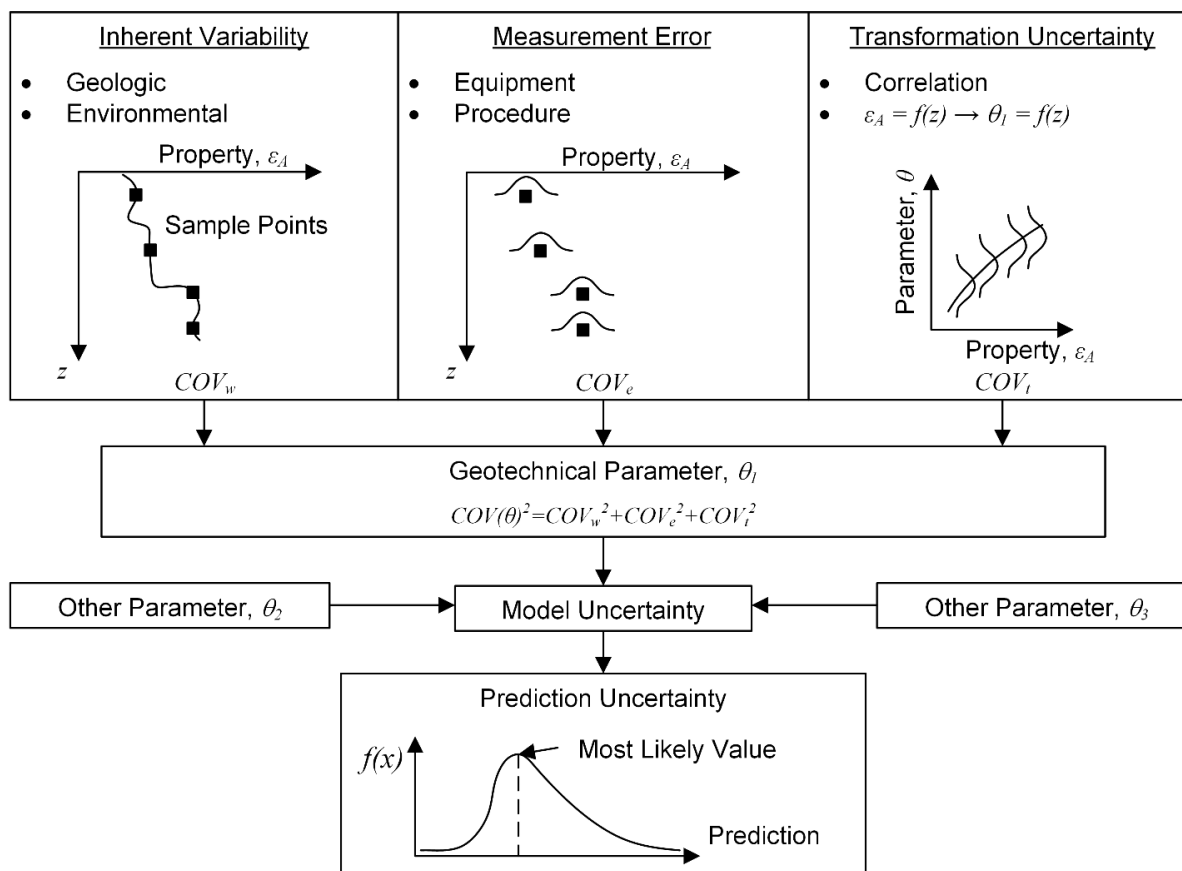 Inherent Variability
• Geologic
• Environmental
Property, εA
Sample Points
z
COVw
Measurement Error
• Equipment
• Procedure
Property, εA
z
COVe
Transformation Uncertainty
• Correlation
• εA = f(z) → θ1 = f(z)
Parameter, θ
Property, εA
COVt
Geotechnical Parameter, θ1
COV(θ)²=COVw²+COVe²+COVt²
Other Parameter, θ2
Model Uncertainty
Other Parameter, θ3
Prediction Uncertainty
f(x)
Most Likely Value
Prediction